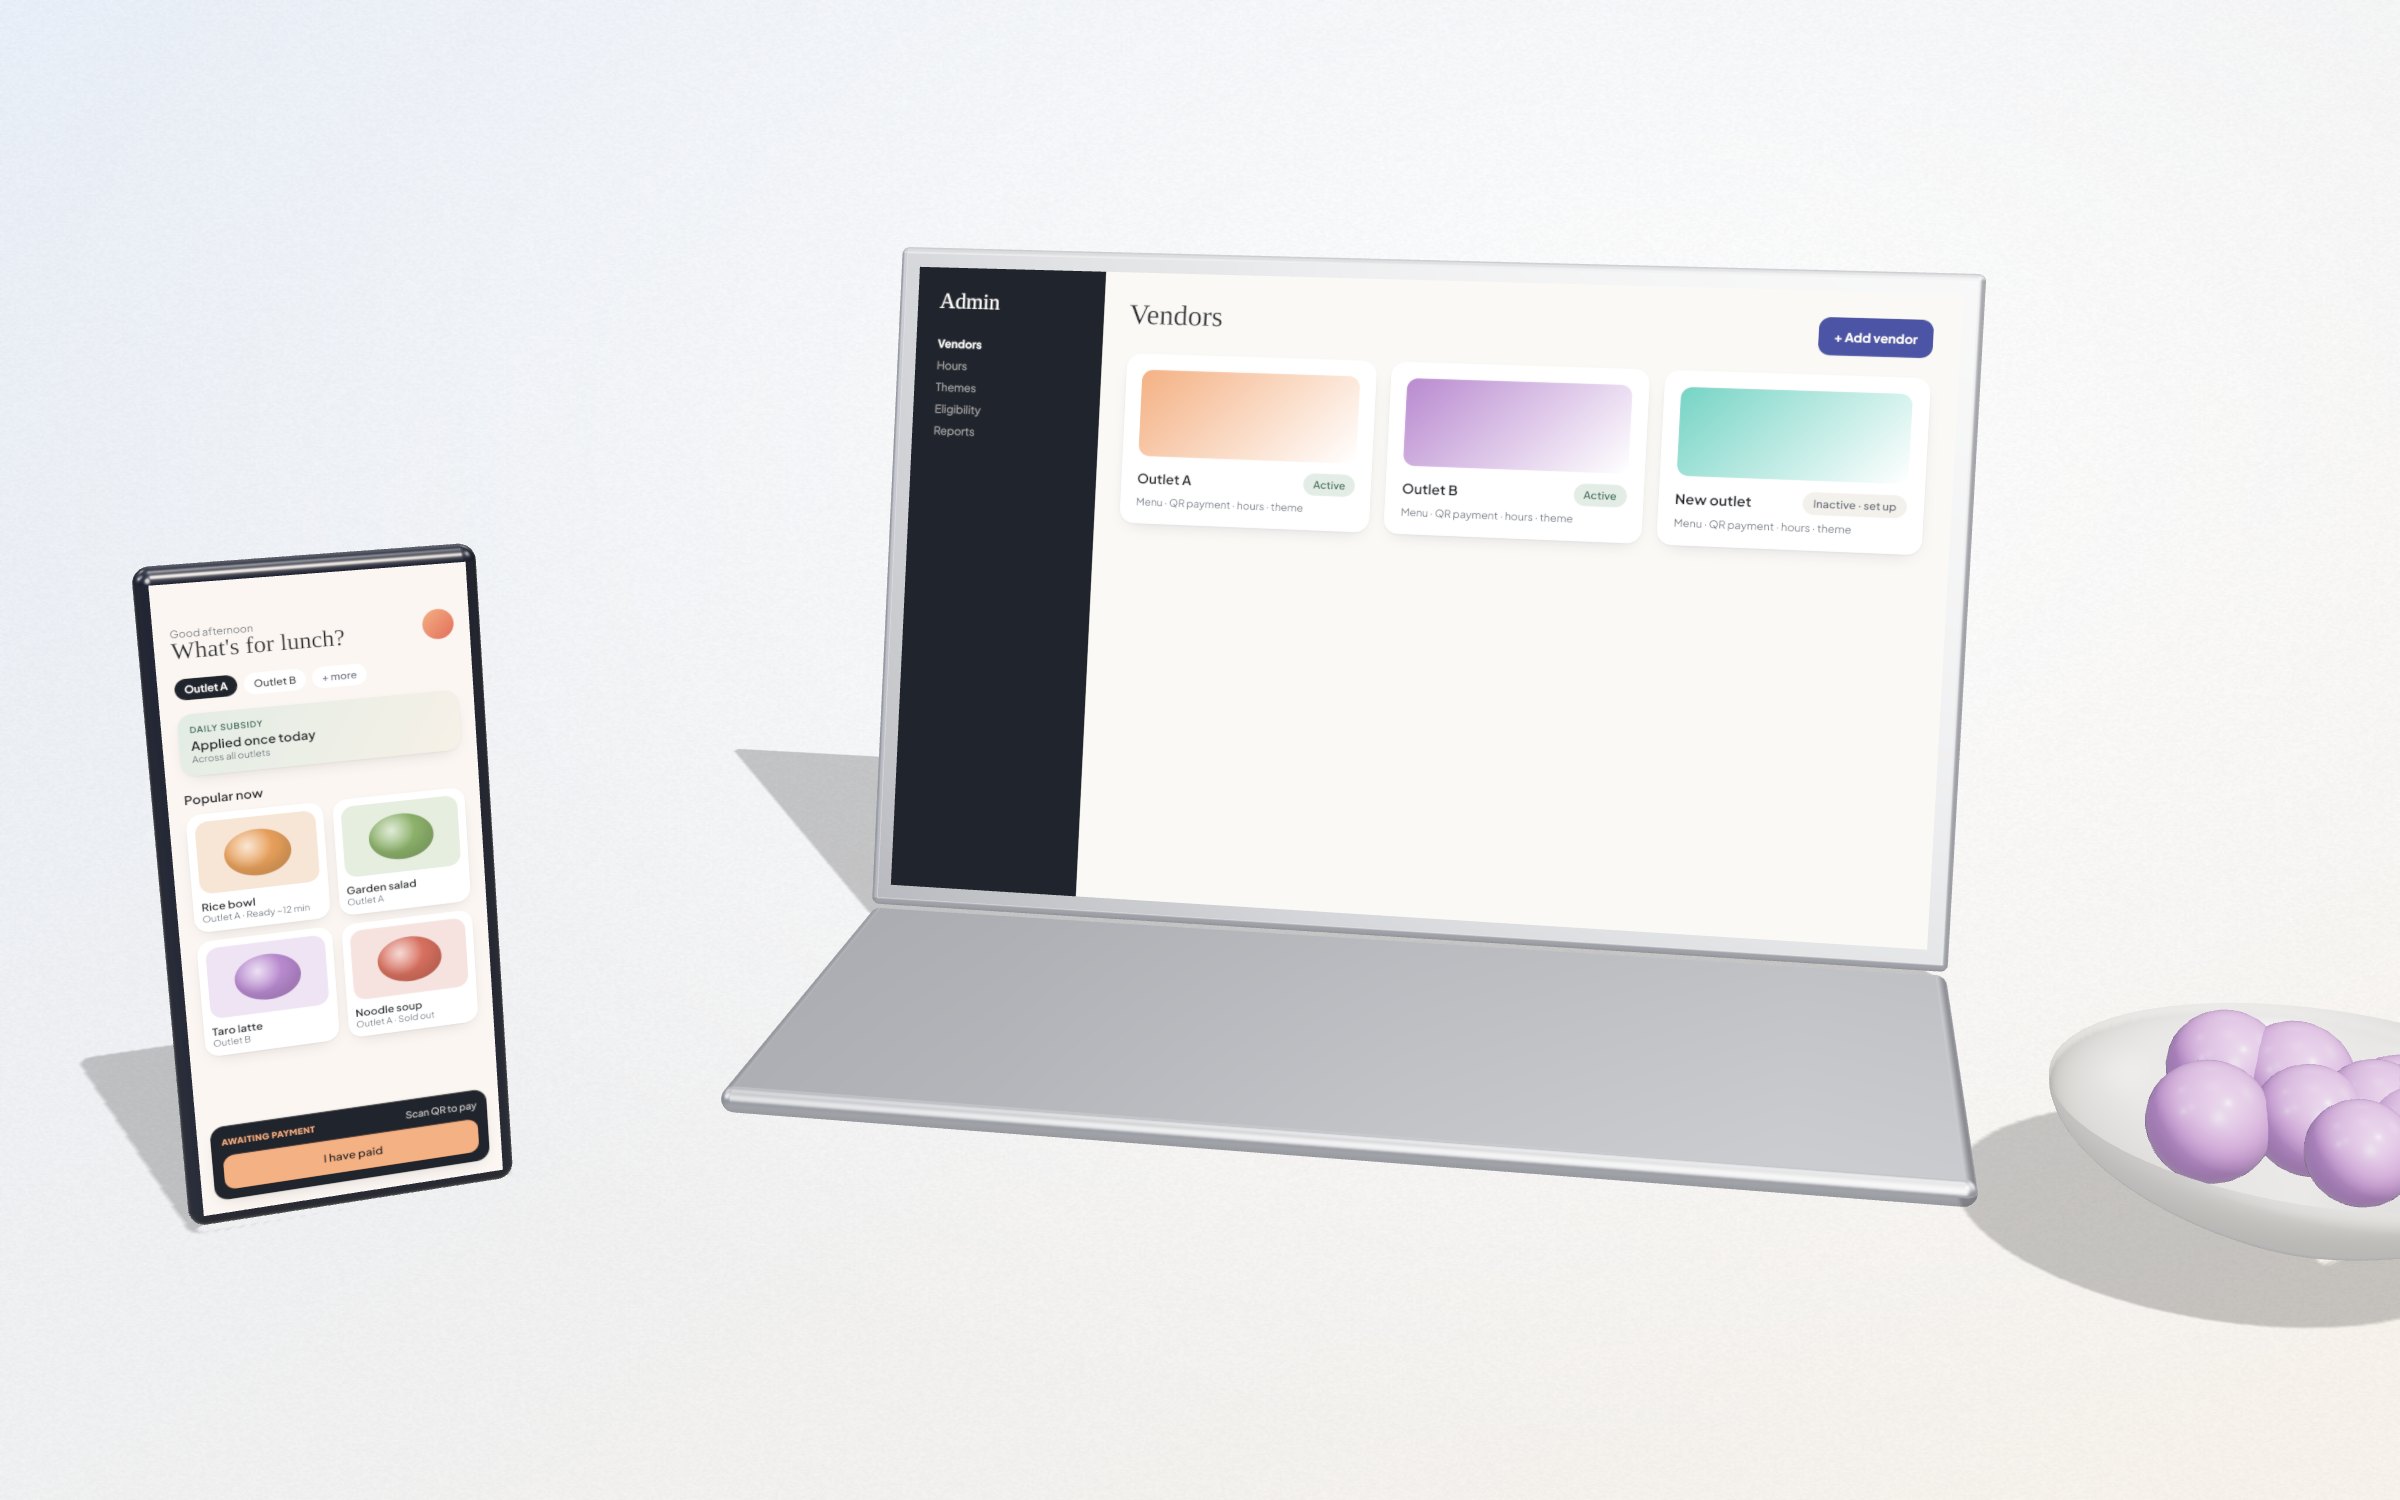 Good afternoon
What's for lunch?
Outlet A
Outlet B
+ more
DAILY SUBSIDY
Applied once today
Across all outlets
Popular now
Rice bowl
Outlet A · Ready ~12 min
Garden salad
Outlet A
Taro latte
Outlet B
Noodle soup
Outlet A · Sold out
AWAITING PAYMENT
Scan QR to pay
I have paid
Admin
Vendors
Hours
Themes
Eligibility
Reports
Vendors
+ Add vendor
Outlet A
Active
Menu · QR payment · hours · theme
Outlet B
Active
Menu · QR payment · hours · theme
New outlet
Inactive · set up
Menu · QR payment · hours · theme